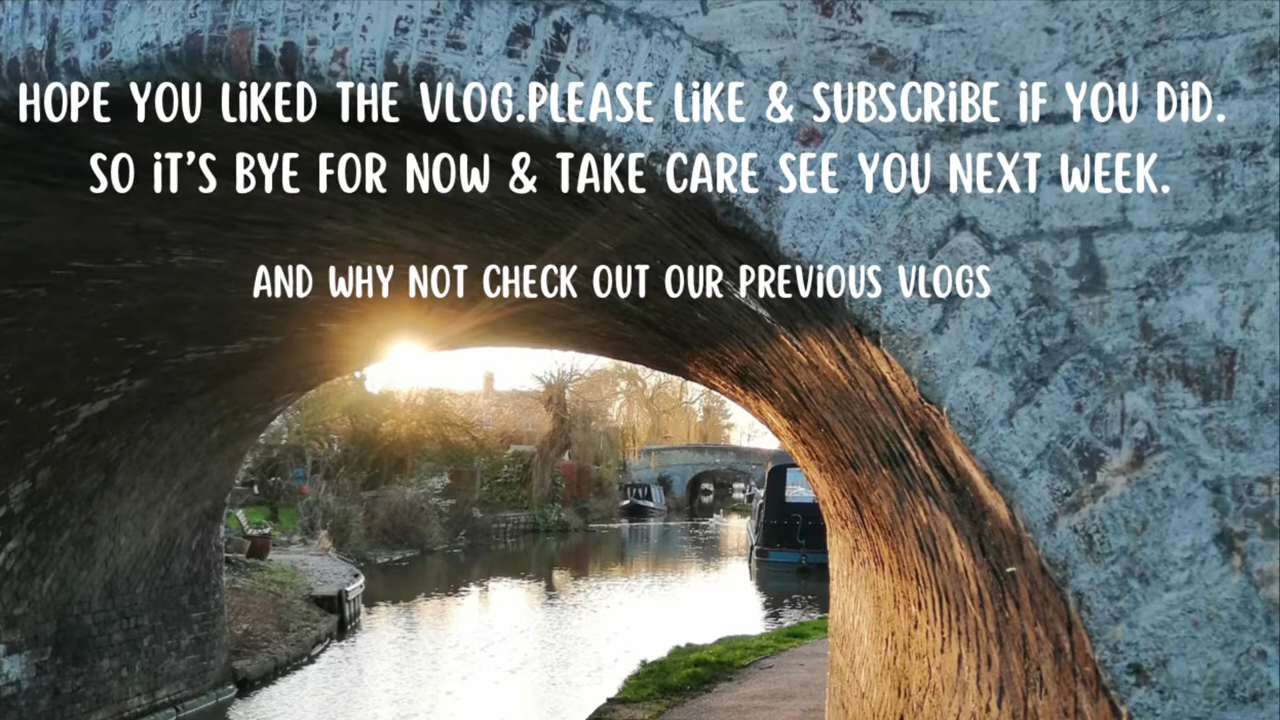 HOPE YOU LiKED THE VLOG.PLEASE LiKE & SUBSCRiBE iF YOU DiD.
SO iT'S BYE FOR NOW & TAKE CARE SEE YOU NEXT WEEK.
AND WHY NOT CHECK OUT OUR PREViOUS VLOGS